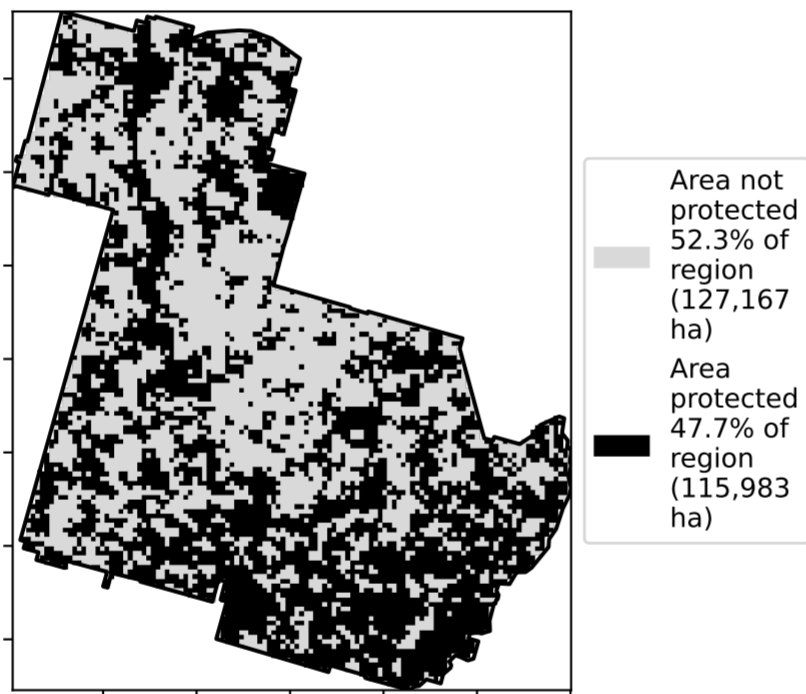 Area not
protected
52.3% of
region
(127,167
ha)
Area
protected
47.7% of
region
(115,983
ha)